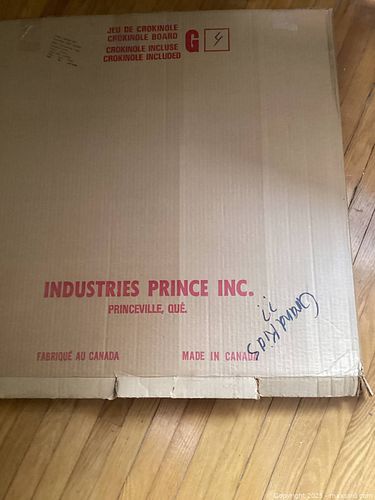 JEU DE CROKINOLE
CROKINOLE BOARD
CROKINOLE INCLUSE
CROKINOLE INCLUDED
G
4
INDUSTRIES PRINCE INC.
PRINCEVILLE, QUÉ.
Grand Kids
FABRIQUÉ AU CANADA
MADE IN CANADA